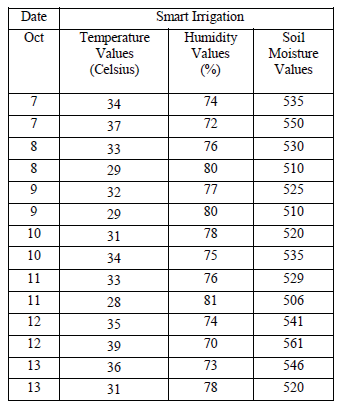 Date Smart Irrigation
Oct Temperature Values (Celsius) Humidity Values (%) Soil Moisture Values
7 34 74 535
7 37 72 550
8 33 76 530
8 29 80 510
9 32 77 525
9 29 80 510
10 31 78 520
10 34 75 535
11 33 76 529
11 28 81 506
12 35 74 541
12 39 70 561
13 36 73 546
13 31 78 520